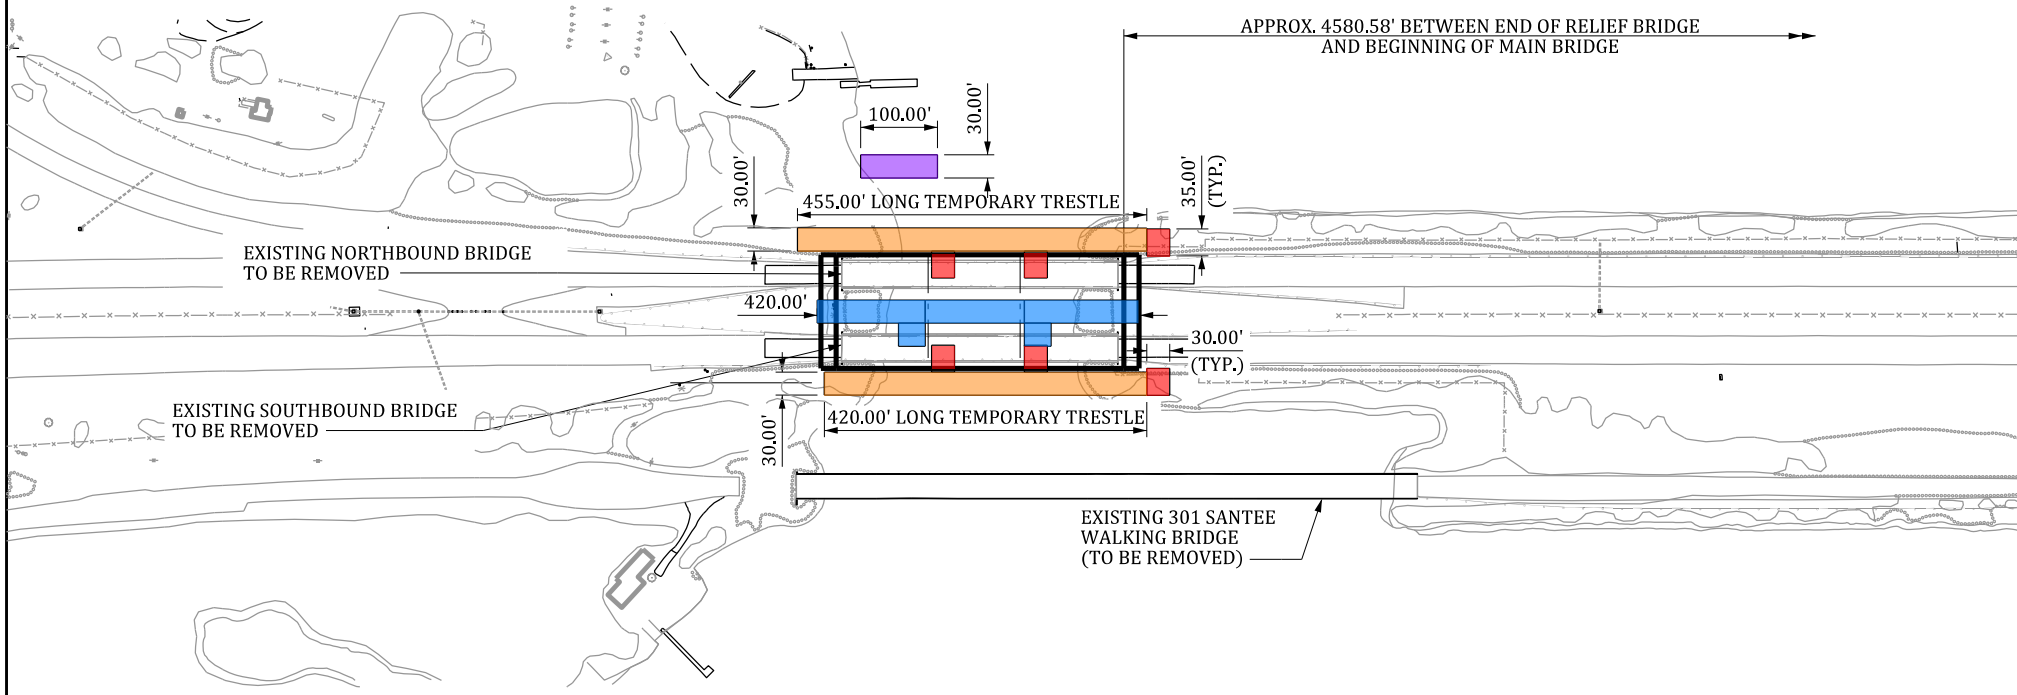 APPROX. 4580.58' BETWEEN END OF RELIEF BRIDGE
AND BEGINNING OF MAIN BRIDGE
100.00'
30.00'
30.00'
35.00'
(TYP.)
455.00' LONG TEMPORARY TRESTLE
EXISTING NORTHBOUND BRIDGE
TO BE REMOVED
420.00'
30.00'
(TYP.)
EXISTING SOUTHBOUND BRIDGE
TO BE REMOVED
420.00' LONG TEMPORARY TRESTLE
30.00'
EXISTING 301 SANTEE
WALKING BRIDGE
(TO BE REMOVED)